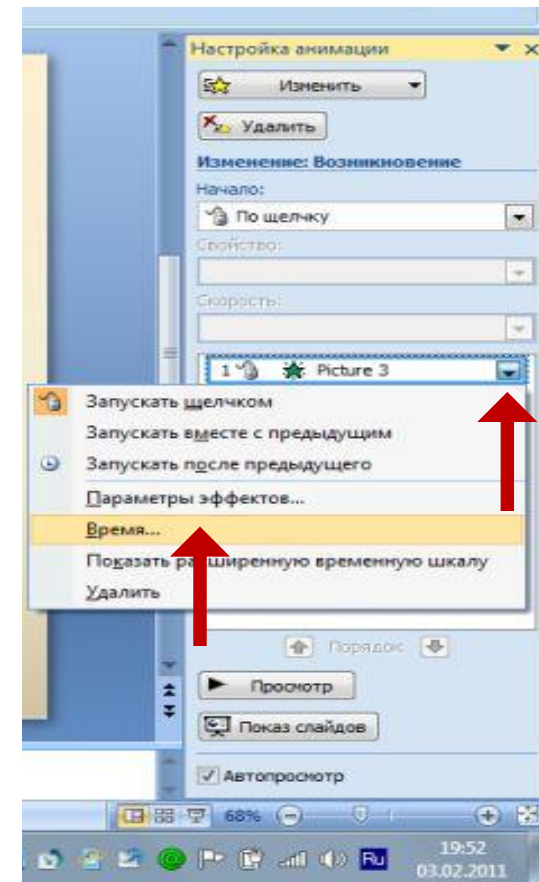 Настройка анимации
Изменить
Удалить
Изменение: Возникновение
Начало:
По щелчку
Свойство:
Скорость:
1 Picture 3
Запускать щелчком
Запускать вместе с предыдущим
Запускать после предыдущего
Параметры эффектов...
Время...
Показать расширенную временную шкалу
Удалить
Порядок
Просмотр
Показ слайдов
Автопросмотр
68%
Ru
19:52
03.02.2011